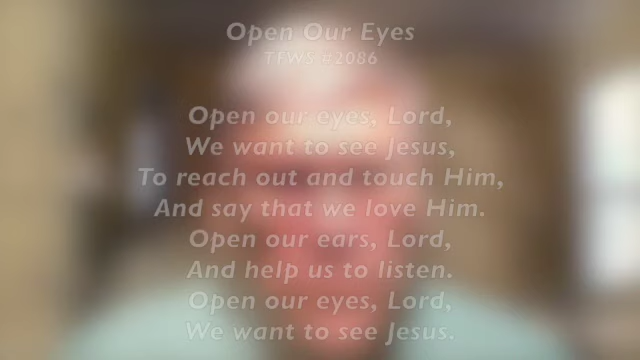 Open Our Eyes
TFWS #2086
Open our eyes, Lord,
We want to see Jesus,
To reach out and touch Him,
And say that we love Him.
Open our ears, Lord,
And help us to listen.
Open our eyes, Lord,
We want to see Jesus.